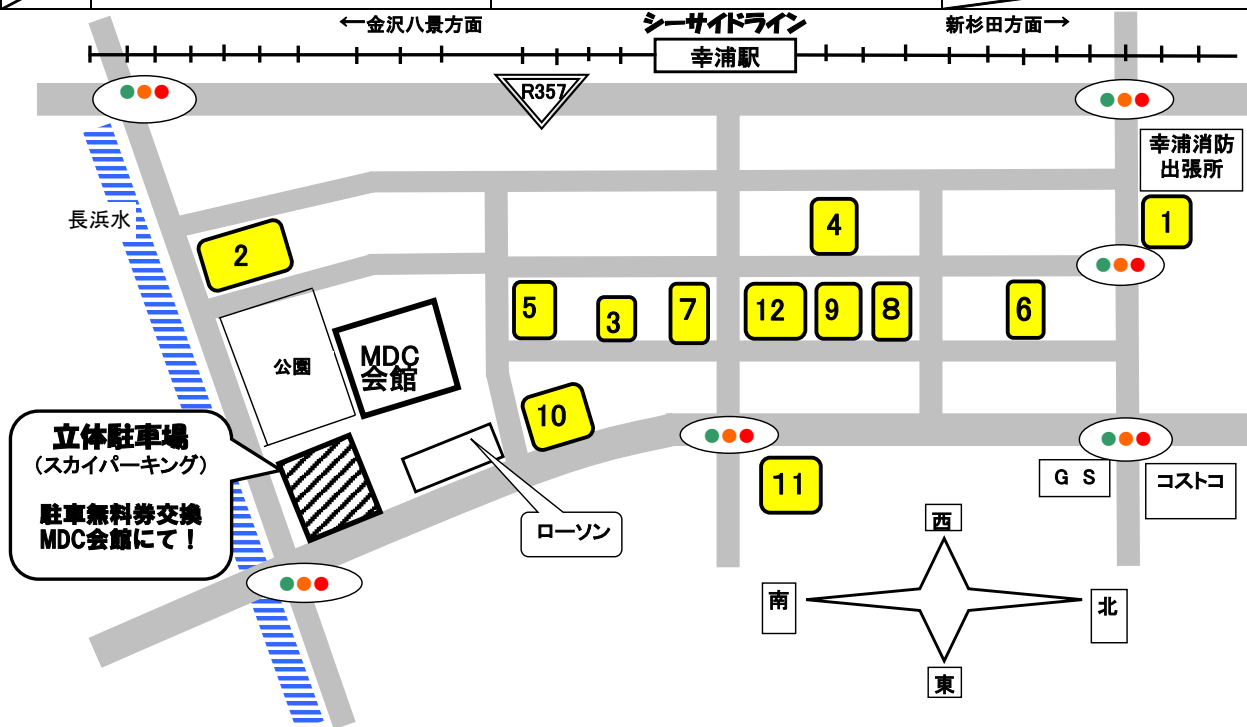 ←金沢八景方面
シーサイドライン
新杉田方面→
幸浦駅
R357
幸浦消防
出張所
長浜水
1
2
4
5
3
7
12
9
8
6
公園
MDC
会館
10
立体駐車場
(スカイパーキング)
駐車無料券交換
MDC会館にて！
11
ＧＳ
コストコ
ローソン
西
南
北
東